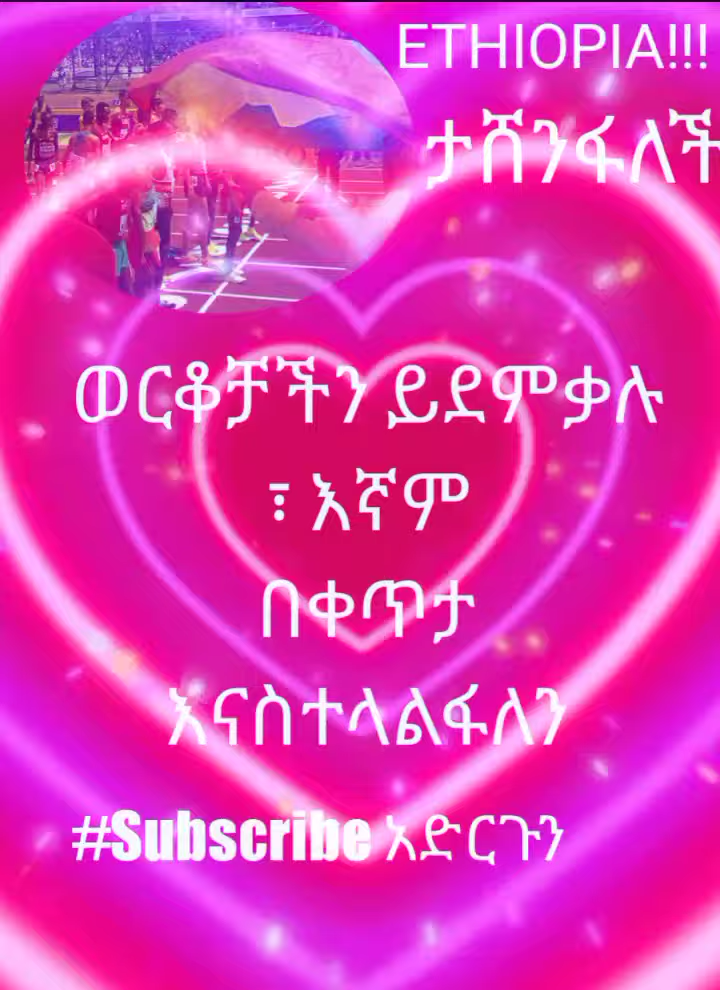 ETHIOPIA!!!
ታሸንፋለች
ወርቆቻችን ይደምቃሉ
፣ እኛም
በቀጥታ
እናስተላልፋለን
#Subscribe አድርጉን